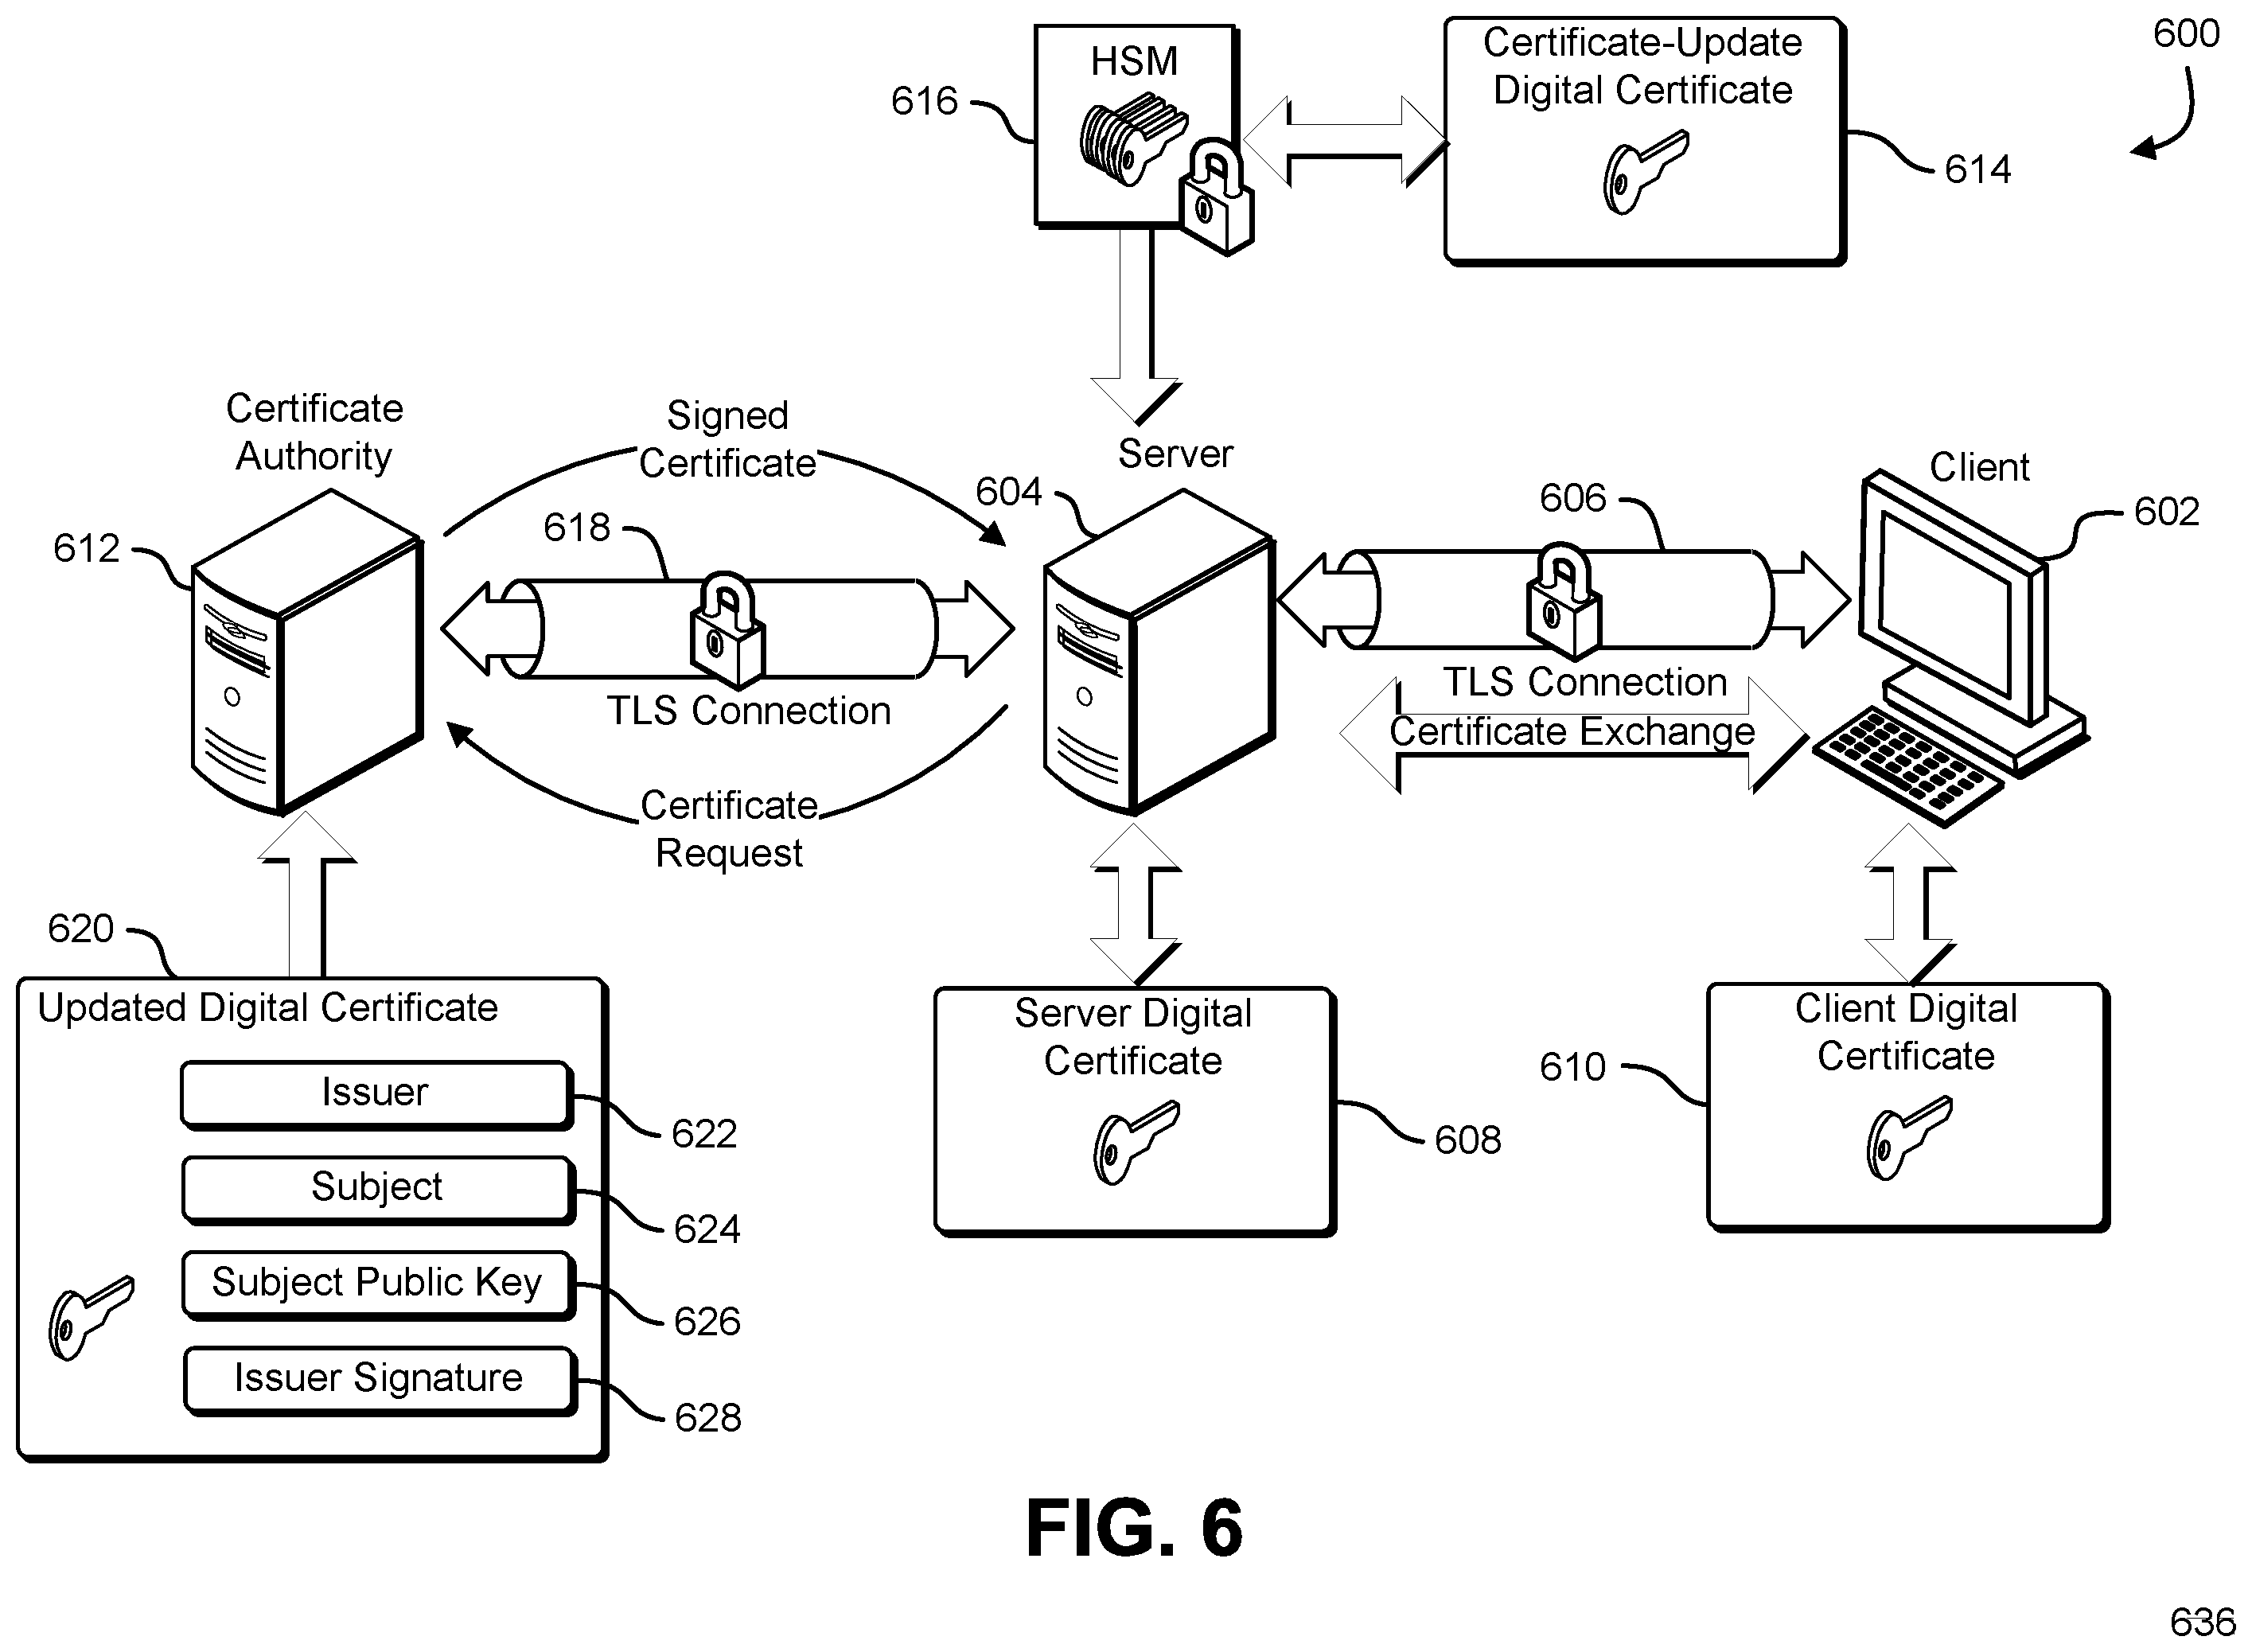 600
HSM
616
Certificate-Update
Digital Certificate
614
Certificate
Authority
612
Signed
Certificate
618
TLS Connection
Certificate
Request
Server
604
606
TLS Connection
Certificate Exchange
Client
602
620
Updated Digital Certificate
Issuer
622
Subject
624
Subject Public Key
626
Issuer Signature
628
Server Digital
Certificate
608
Client Digital
Certificate
610
FIG. 6
636